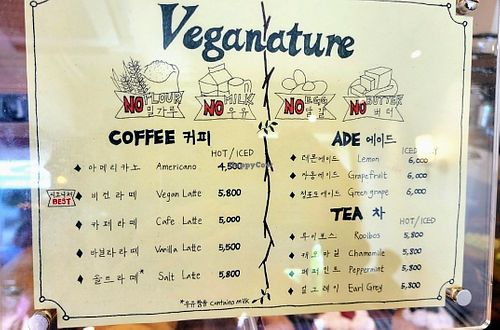 Veganature
NO FLOUR 밀가루
NO MILK 우유
NO EGG 달걀
NO BUTTER 버터
COFFEE 커피
HOT / ICED
아메리카노 Americano 4,500
비건라떼 Vegan Latte 5,800
BEST
카페라떼 Cafe Latte 5,000
바닐라라떼 Vanilla Latte 5,500
솔트라떼* Salt Latte 5,800
*우유 함유 contains milk
ADE 에이드
ICED ONLY
레몬에이드 Lemon 6,000
자몽에이드 Grapefruit 6,000
청포도에이드 Green grape 6,000
TEA 차
HOT/ICED
루이보스 Rooibos 5,800
캐모마일 Chamomile 5,800
페퍼민트 Peppermint 5,800
얼그레이 Earl Grey 5,800